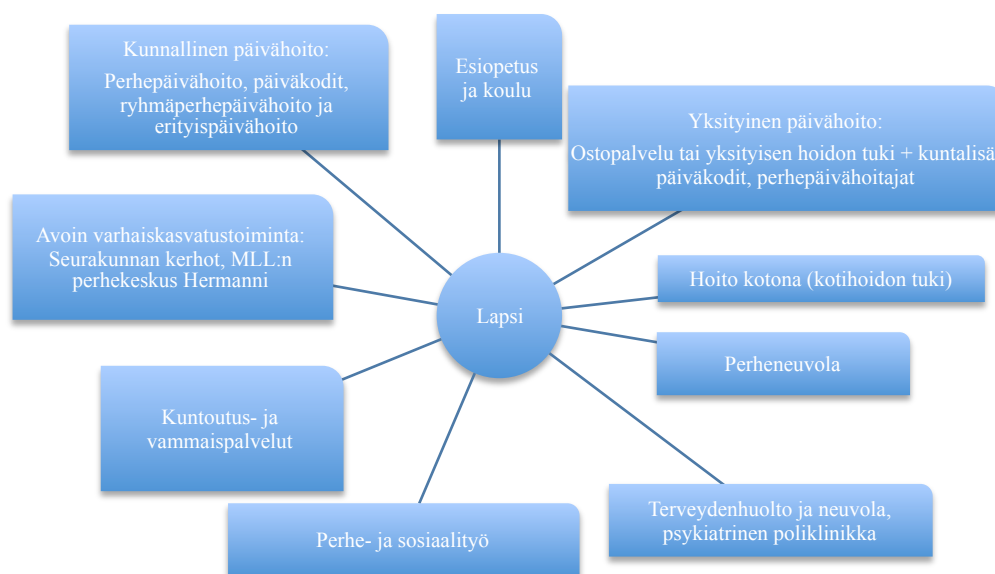 Kunnallinen päivähoito:
Perhepäivähoito, päiväkodit,
ryhmäperhepäivähoito ja
erityispäivähoito
Esiopetus
ja koulu
Yksityinen päivähoito:
Ostopalvelu tai yksityisen hoidon tuki + kuntalisä
päiväkodit, perhepäivähoitajat
Avoin varhaiskasvatustoiminta:
Seurakunnan kerhot, MLL:n
perhekeskus Hermanni
Lapsi
Hoito kotona (kotihoidon tuki)
Perheneuvola
Kuntoutus- ja
vammaispalvelut
Perhe- ja sosiaalityö
Terveydenhuolto ja neuvola,
psykiatrinen poliklinikka